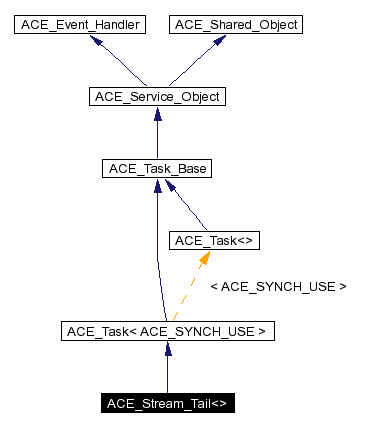 ACE_Event_Handler
ACE_Shared_Object
ACE_Service_Object
ACE_Task_Base
ACE_Task<>
< ACE_SYNCH_USE >
ACE_Task< ACE_SYNCH_USE >
ACE_Stream_Tail<>